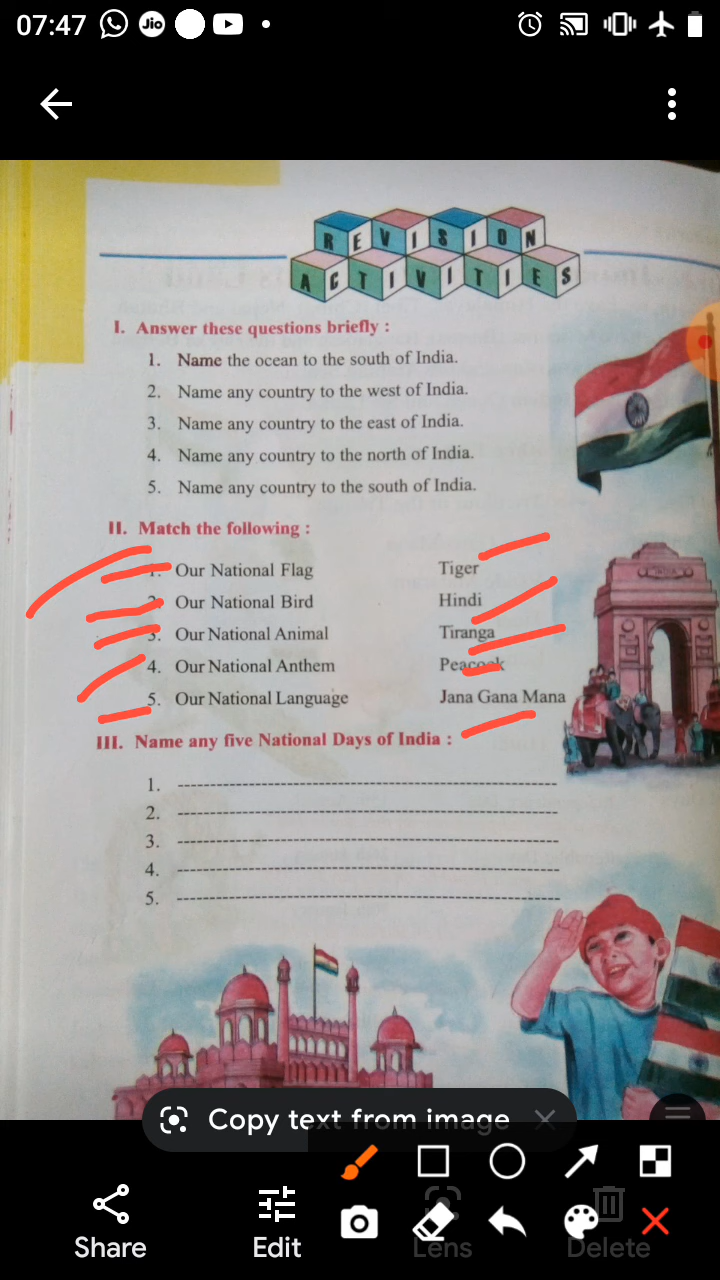 07:47
Jio
REVISION
ACTIVITIES
I. Answer these questions briefly :
1. Name the ocean to the south of India.
2. Name any country to the west of India.
3. Name any country to the east of India.
4. Name any country to the north of India.
5. Name any country to the south of India.
II. Match the following :
1. Our National Flag Tiger
2. Our National Bird Hindi
3. Our National Animal Tiranga
4. Our National Anthem Peacock
5. Our National Language Jana Gana Mana
III. Name any five National Days of India :
1.
2.
3.
4.
5.
Copy text from image
Share Edit Lens Delete